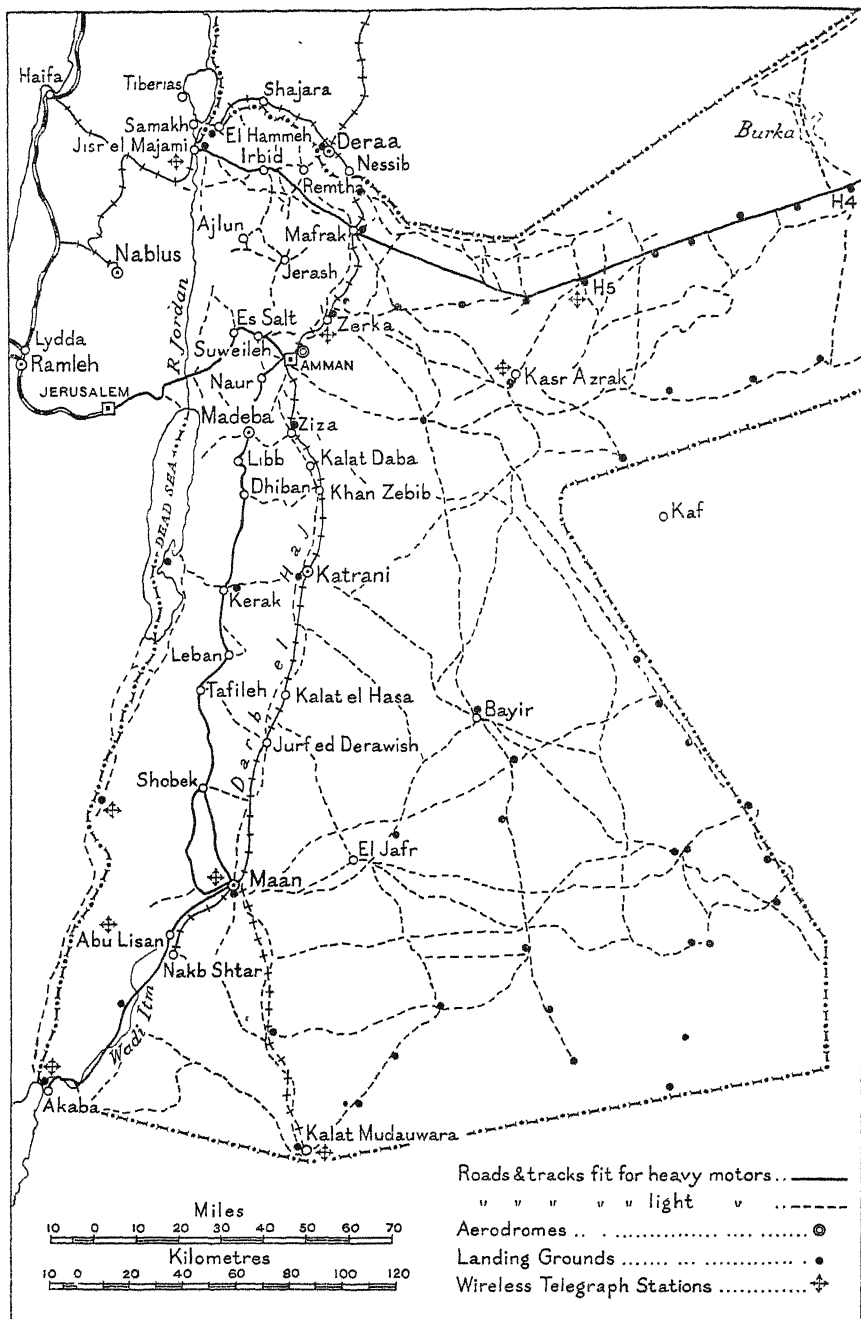 Haifa
Tiberias
Shajara
Samakh
El Hammeh
Deraa
Burka
Jisr el Majami
Irbid
Nessib
Remtha
H4
Ajlun
Mafrak
Nablus
Jerash
H5
R. Jordan
Es Salt
Zerka
Lydda
Suweileh
Ramleh
AMMAN
Kasr Azrak
Naur
JERUSALEM
Madeba
Ziza
Libb
Kalat Daba
Dhiban
Khan Zebib
DEAD SEA
Kaf
Darb el Haj
Katrani
Kerak
Leban
Tafileh
Kalat el Hasa
Bayir
Jurf ed Derawish
Shobek
El Jafr
Maan
Abu Lisan
Nakb Shtar
Wadi Itm
Akaba
Kalat Mudauwara
Roads & tracks fit for heavy motors ..
" " " " " light " ..
Aerodromes .. .. ................
Landing Grounds ....... ... .........
Wireless Telegraph Stations ............
Miles
10 0 10 20 30 40 50 60 70
Kilometres
10 0 20 40 60 80 100 120